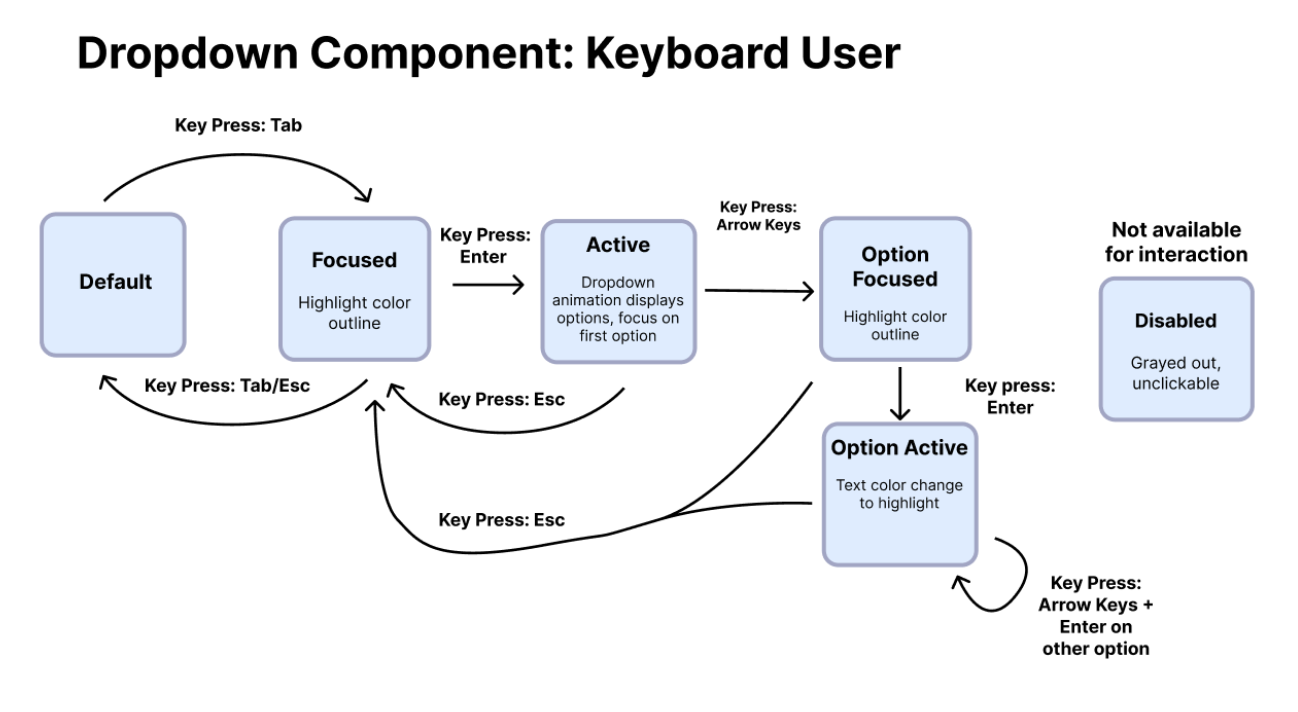 Dropdown Component: Keyboard User
Key Press: Tab
Default
Focused
Highlight color
outline
Key Press: Tab/Esc
Key Press:
Enter
Active
Dropdown
animation displays
options, focus on
first option
Key Press: Esc
Key Press:
Arrow Keys
Option
Focused
Highlight color
outline
Key press:
Enter
Option Active
Text color change
to highlight
Key Press: Esc
Key Press:
Arrow Keys +
Enter on
other option
Not available
for interaction
Disabled
Grayed out,
unclickable